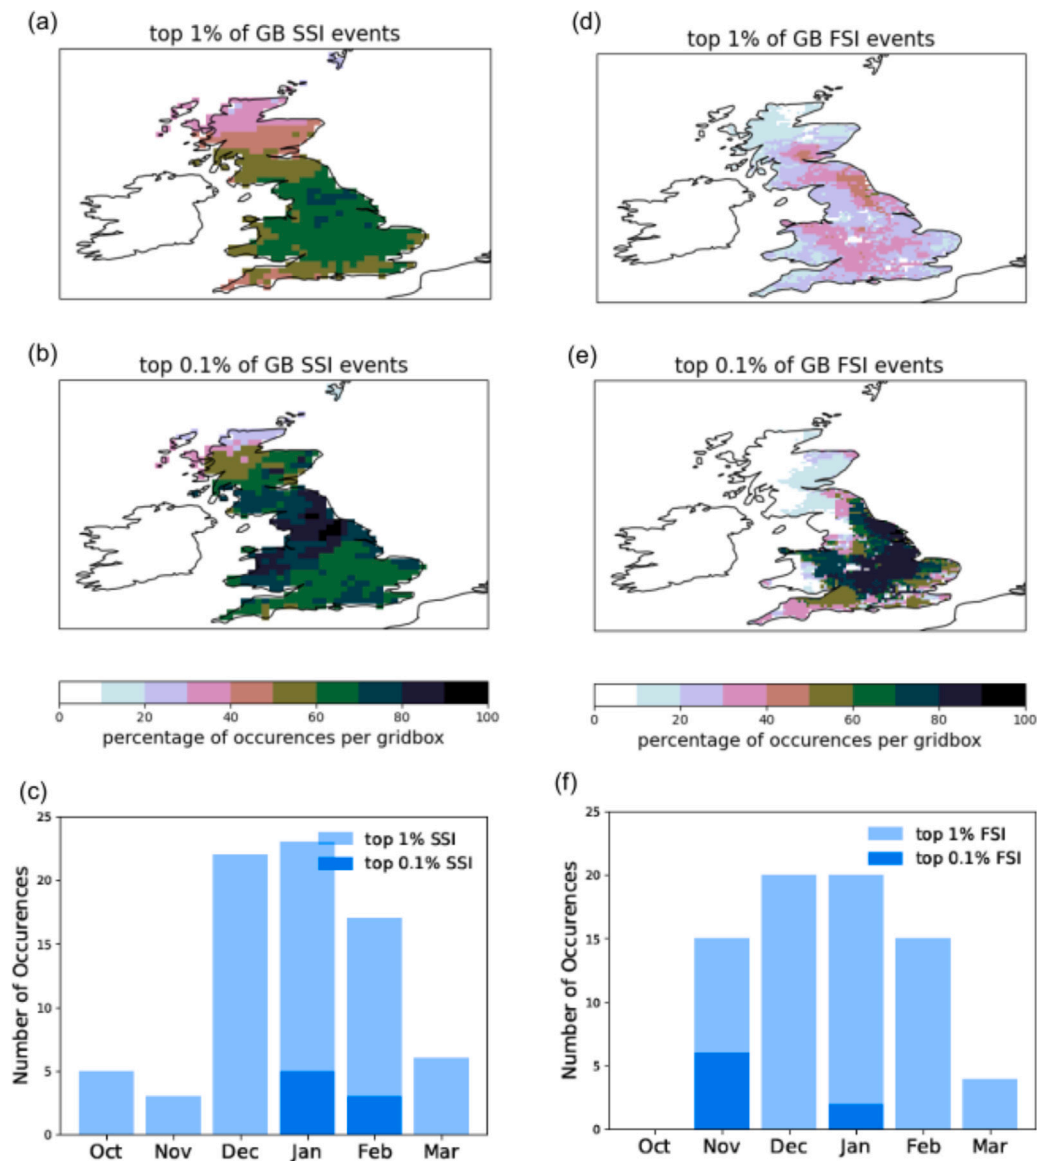 (a)
top 1% of GB SSI events
(d)
top 1% of GB FSI events
(b)
top 0.1% of GB SSI events
(e)
top 0.1% of GB FSI events
0 20 40 60 80 100
percentage of occurences per gridbox
0 20 40 60 80 100
percentage of occurences per gridbox
(c)
25
20
15
10
5
0
Number of Occurences
top 1% SSI
top 0.1% SSI
Oct Nov Dec Jan Feb Mar
(f)
25
20
15
10
5
0
Number of Occurences
top 1% FSI
top 0.1% FSI
Oct Nov Dec Jan Feb Mar